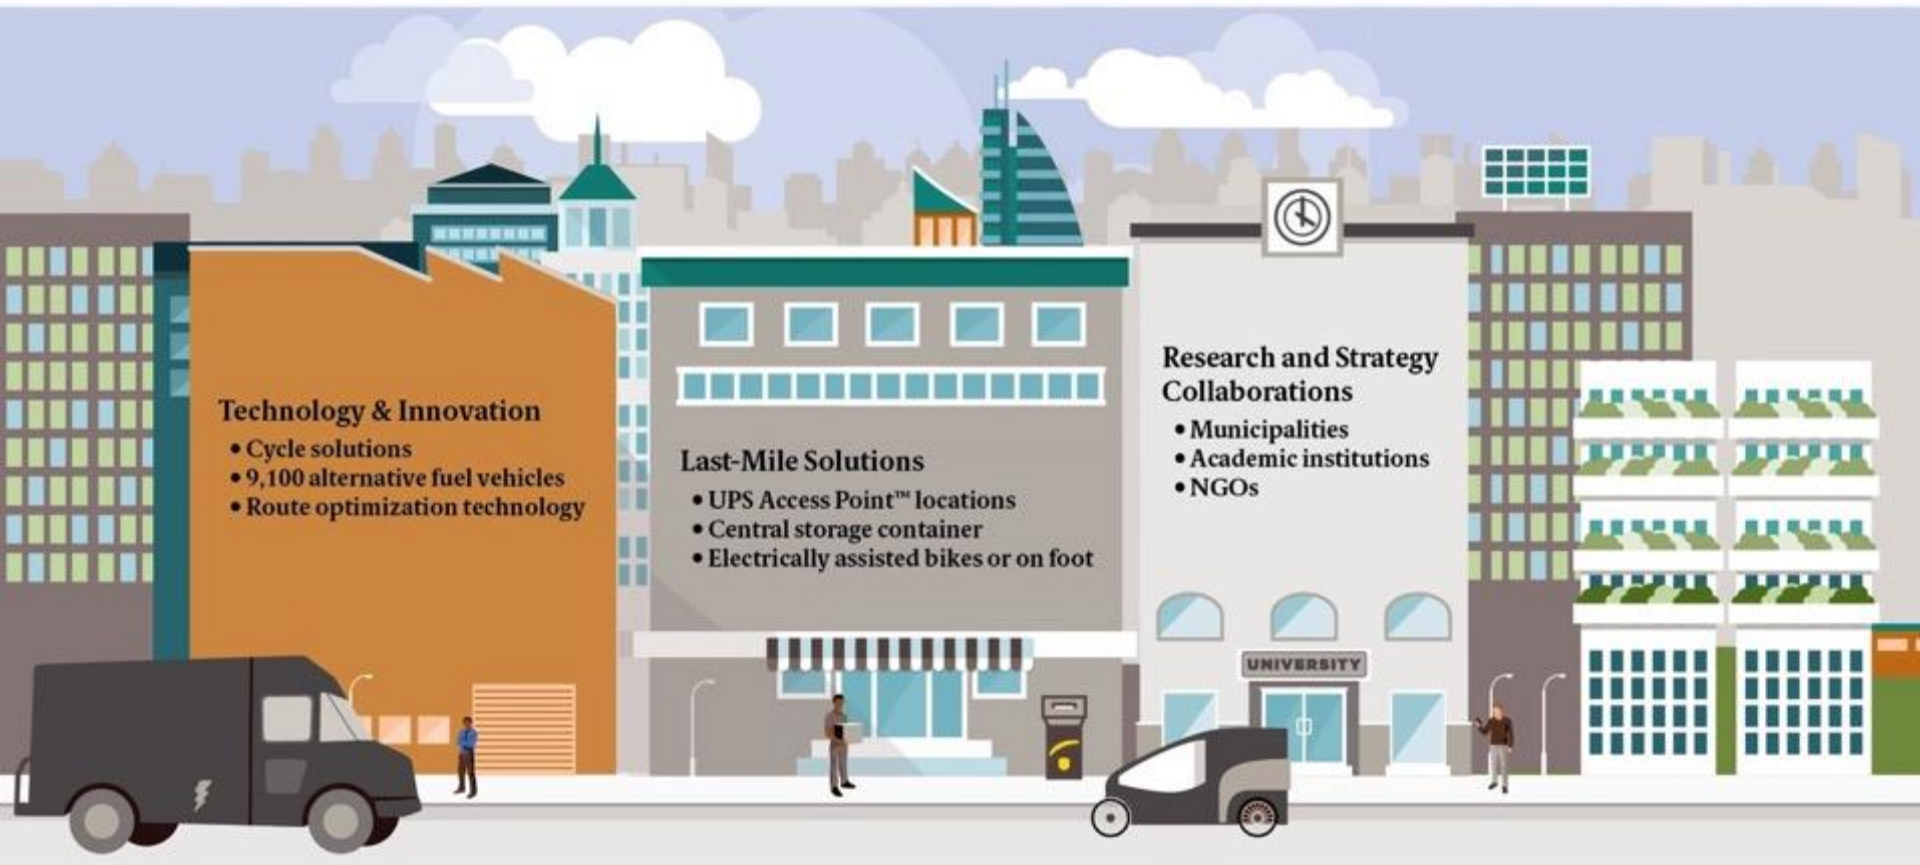 Technology & Innovation
• Cycle solutions
• 9,100 alternative fuel vehicles
• Route optimization technology
Last-Mile Solutions
• UPS Access Point™ locations
• Central storage container
• Electrically assisted bikes or on foot
Research and Strategy
Collaborations
• Municipalities
• Academic institutions
• NGOs
UNIVERSITY